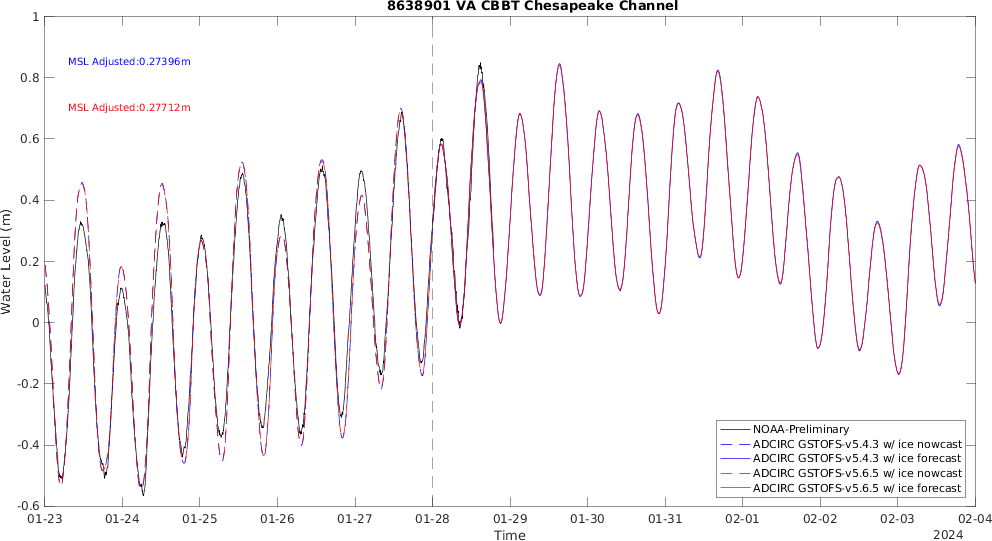 8638901 VA CBBT Chesapeake Channel
1
0.8
0.6
0.4
0.2
0
-0.2
-0.4
-0.6
Water Level (m)
MSL Adjusted:0.27396m
MSL Adjusted:0.27712m
NOAA-Preliminary
ADCIRC GSTOFS-v5.4.3 w/ ice nowcast
ADCIRC GSTOFS-v5.4.3 w/ ice forecast
ADCIRC GSTOFS-v5.6.5 w/ ice nowcast
ADCIRC GSTOFS-v5.6.5 w/ ice forecast
01-23 01-24 01-25 01-26 01-27 01-28 01-29 01-30 01-31 02-01 02-02 02-03 02-04
Time
2024